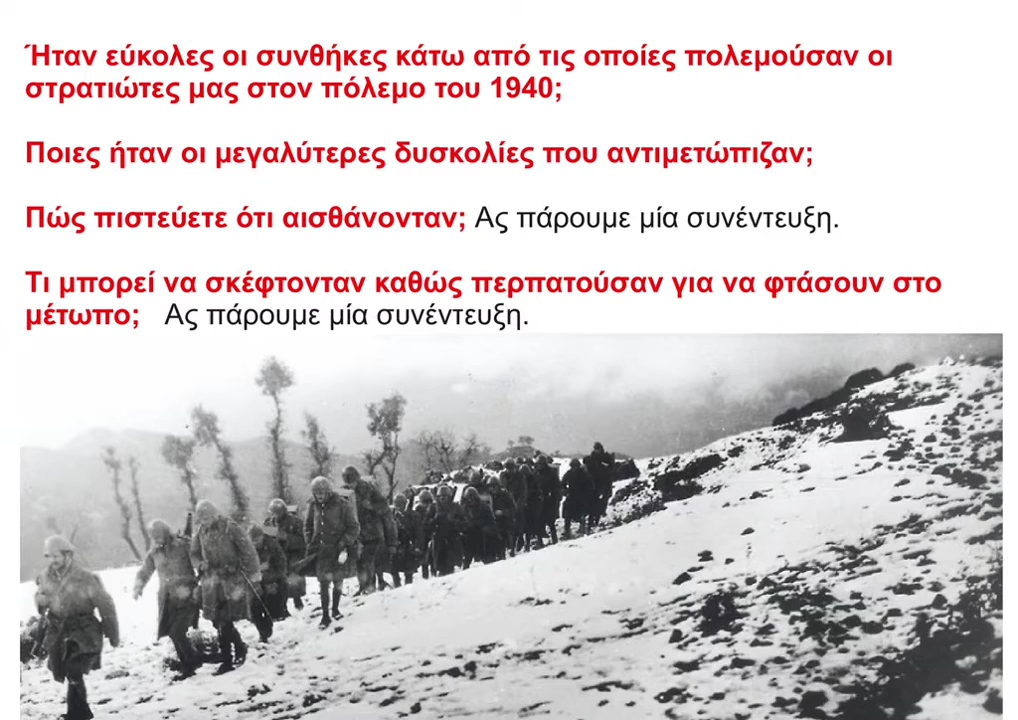 Ήταν εύκολες οι συνθήκες κάτω από τις οποίες πολεμούσαν οι
στρατιώτες μας στον πόλεμο του 1940;
Ποιες ήταν οι μεγαλύτερες δυσκολίες που αντιμετώπιζαν;
Πώς πιστεύετε ότι αισθάνονταν; Ας πάρουμε μία συνέντευξη.
Τι μπορεί να σκέφτονταν καθώς περπατούσαν για να φτάσουν στο
μέτωπο; Ας πάρουμε μία συνέντευξη.